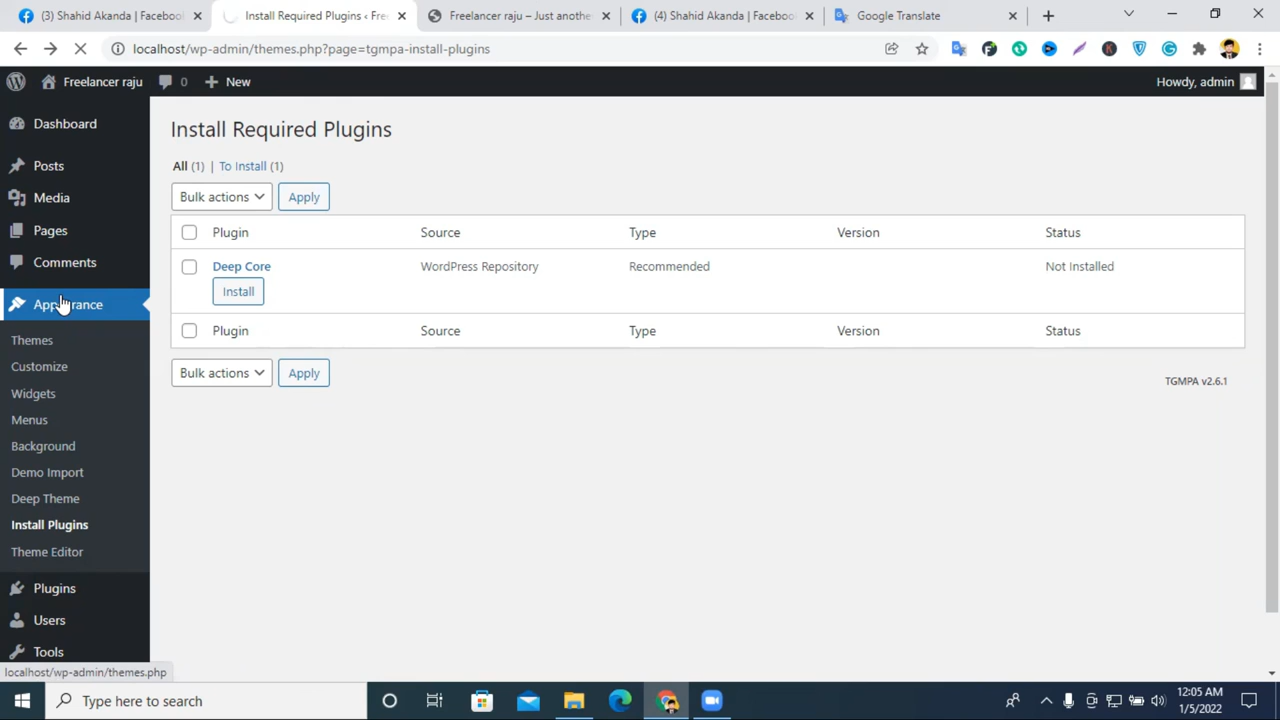 (3) Shahid Akanda | Facebook
Install Required Plugins ‹ Fre
Freelancer raju – Just anothe
(4) Shahid Akanda | Facebook
Google Translate
localhost/wp-admin/themes.php?page=tgmpa-install-plugins
Freelancer raju
0
New
Howdy, admin
Dashboard
Posts
Media
Pages
Comments
Appearance
Themes
Customize
Widgets
Menus
Background
Demo Import
Deep Theme
Install Plugins
Theme Editor
Plugins
Users
Tools
Install Required Plugins
All (1) | To Install (1)
Bulk actions Apply
Plugin Source Type Version Status
Deep Core WordPress Repository Recommended Not Installed
Install
Plugin Source Type Version Status
Bulk actions Apply
TGMPA v2.6.1
localhost/wp-admin/themes.php
Type here to search
12:05 AM
1/5/2022